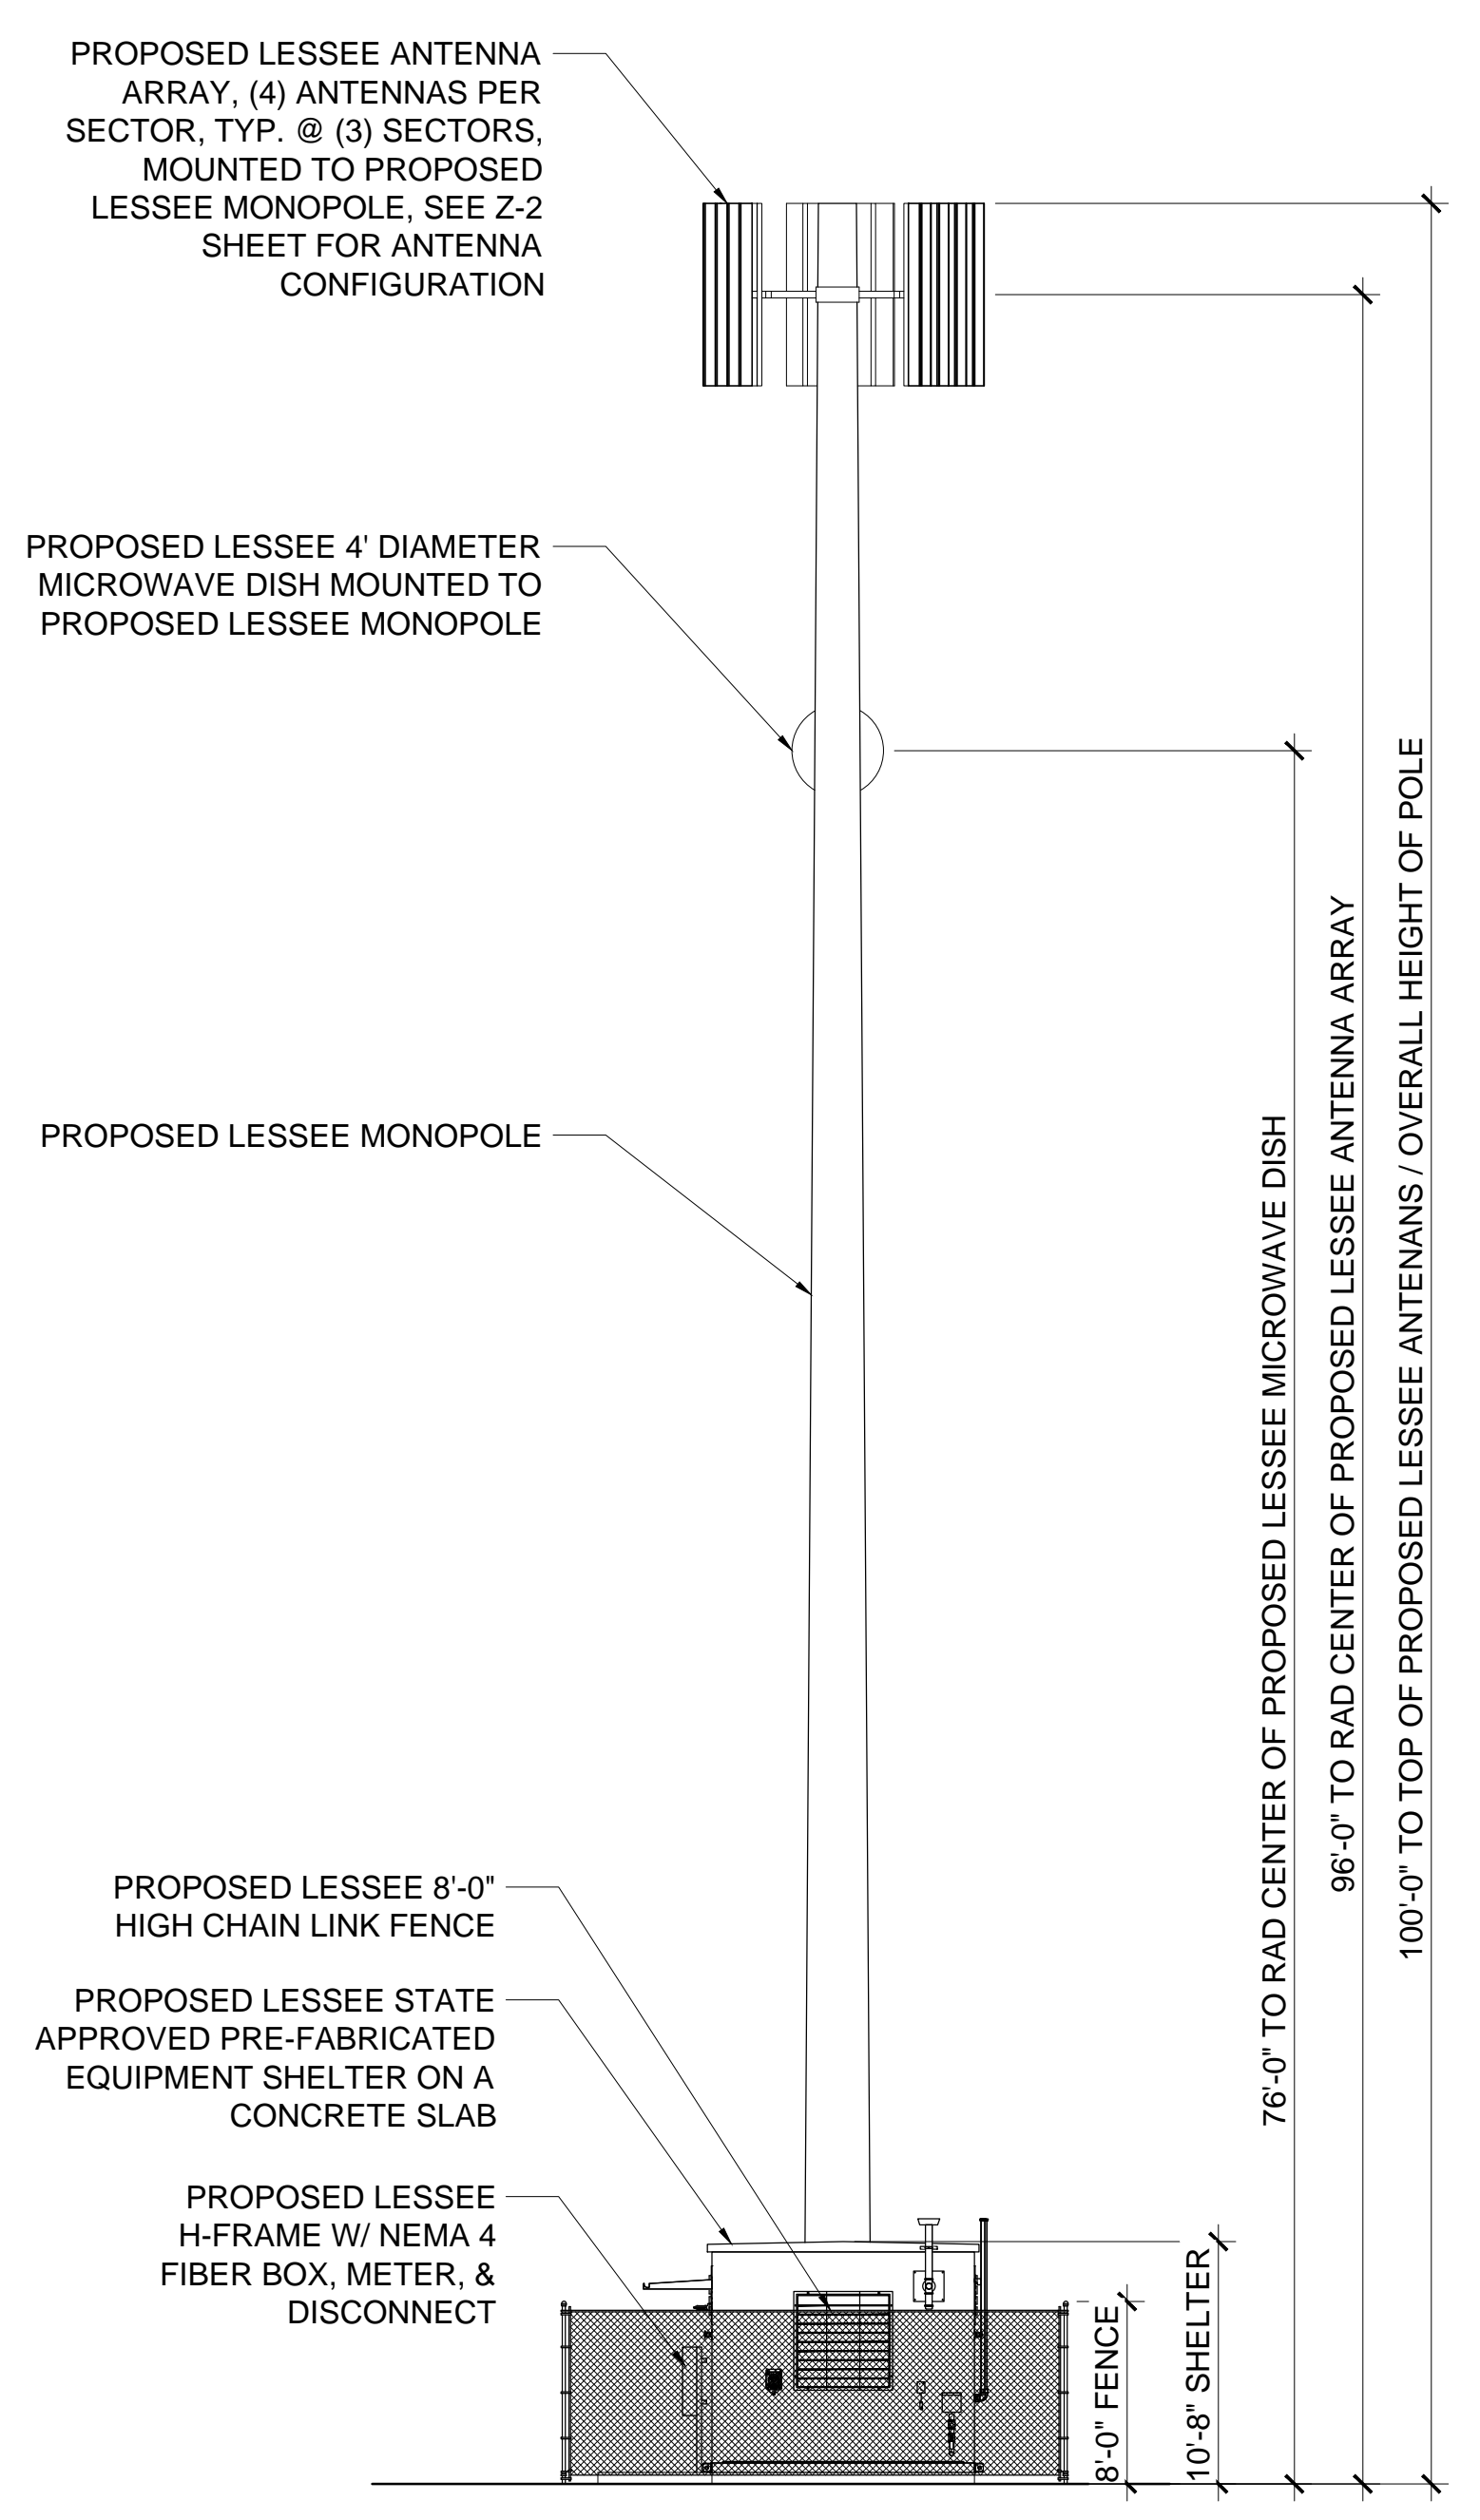 PROPOSED LESSEE ANTENNA
ARRAY, (4) ANTENNAS PER
SECTOR, TYP. @ (3) SECTORS,
MOUNTED TO PROPOSED
LESSEE MONOPOLE, SEE Z-2
SHEET FOR ANTENNA
CONFIGURATION
PROPOSED LESSEE 4' DIAMETER
MICROWAVE DISH MOUNTED TO
PROPOSED LESSEE MONOPOLE
PROPOSED LESSEE MONOPOLE
PROPOSED LESSEE 8'-0"
HIGH CHAIN LINK FENCE
PROPOSED LESSEE STATE
APPROVED PRE-FABRICATED
EQUIPMENT SHELTER ON A
CONCRETE SLAB
PROPOSED LESSEE
H-FRAME W/ NEMA 4
FIBER BOX, METER, &
DISCONNECT
8'-0" FENCE
10'-8" SHELTER
76'-0" TO RAD CENTER OF PROPOSED LESSEE MICROWAVE DISH
96'-0" TO RAD CENTER OF PROPOSED LESSEE ANTENNA ARRAY
100'-0" TO TOP OF PROPOSED LESSEE ANTENANS / OVERALL HEIGHT OF POLE